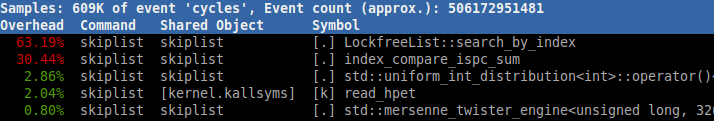 Samples: 609K of event 'cycles', Event count (approx.): 506172951481
Overhead  Command   Shared Object      Symbol
63.19%  skiplist  skiplist           [.] LockfreeList::search_by_index
30.44%  skiplist  skiplist           [.] index_compare_ispc_sum
2.86%  skiplist  skiplist           [.] std::uniform_int_distribution<int>::operator()<
2.04%  skiplist  [kernel.kallsyms]  [k] read_hpet
0.80%  skiplist  skiplist           [.] std::mersenne_twister_engine<unsigned long, 32